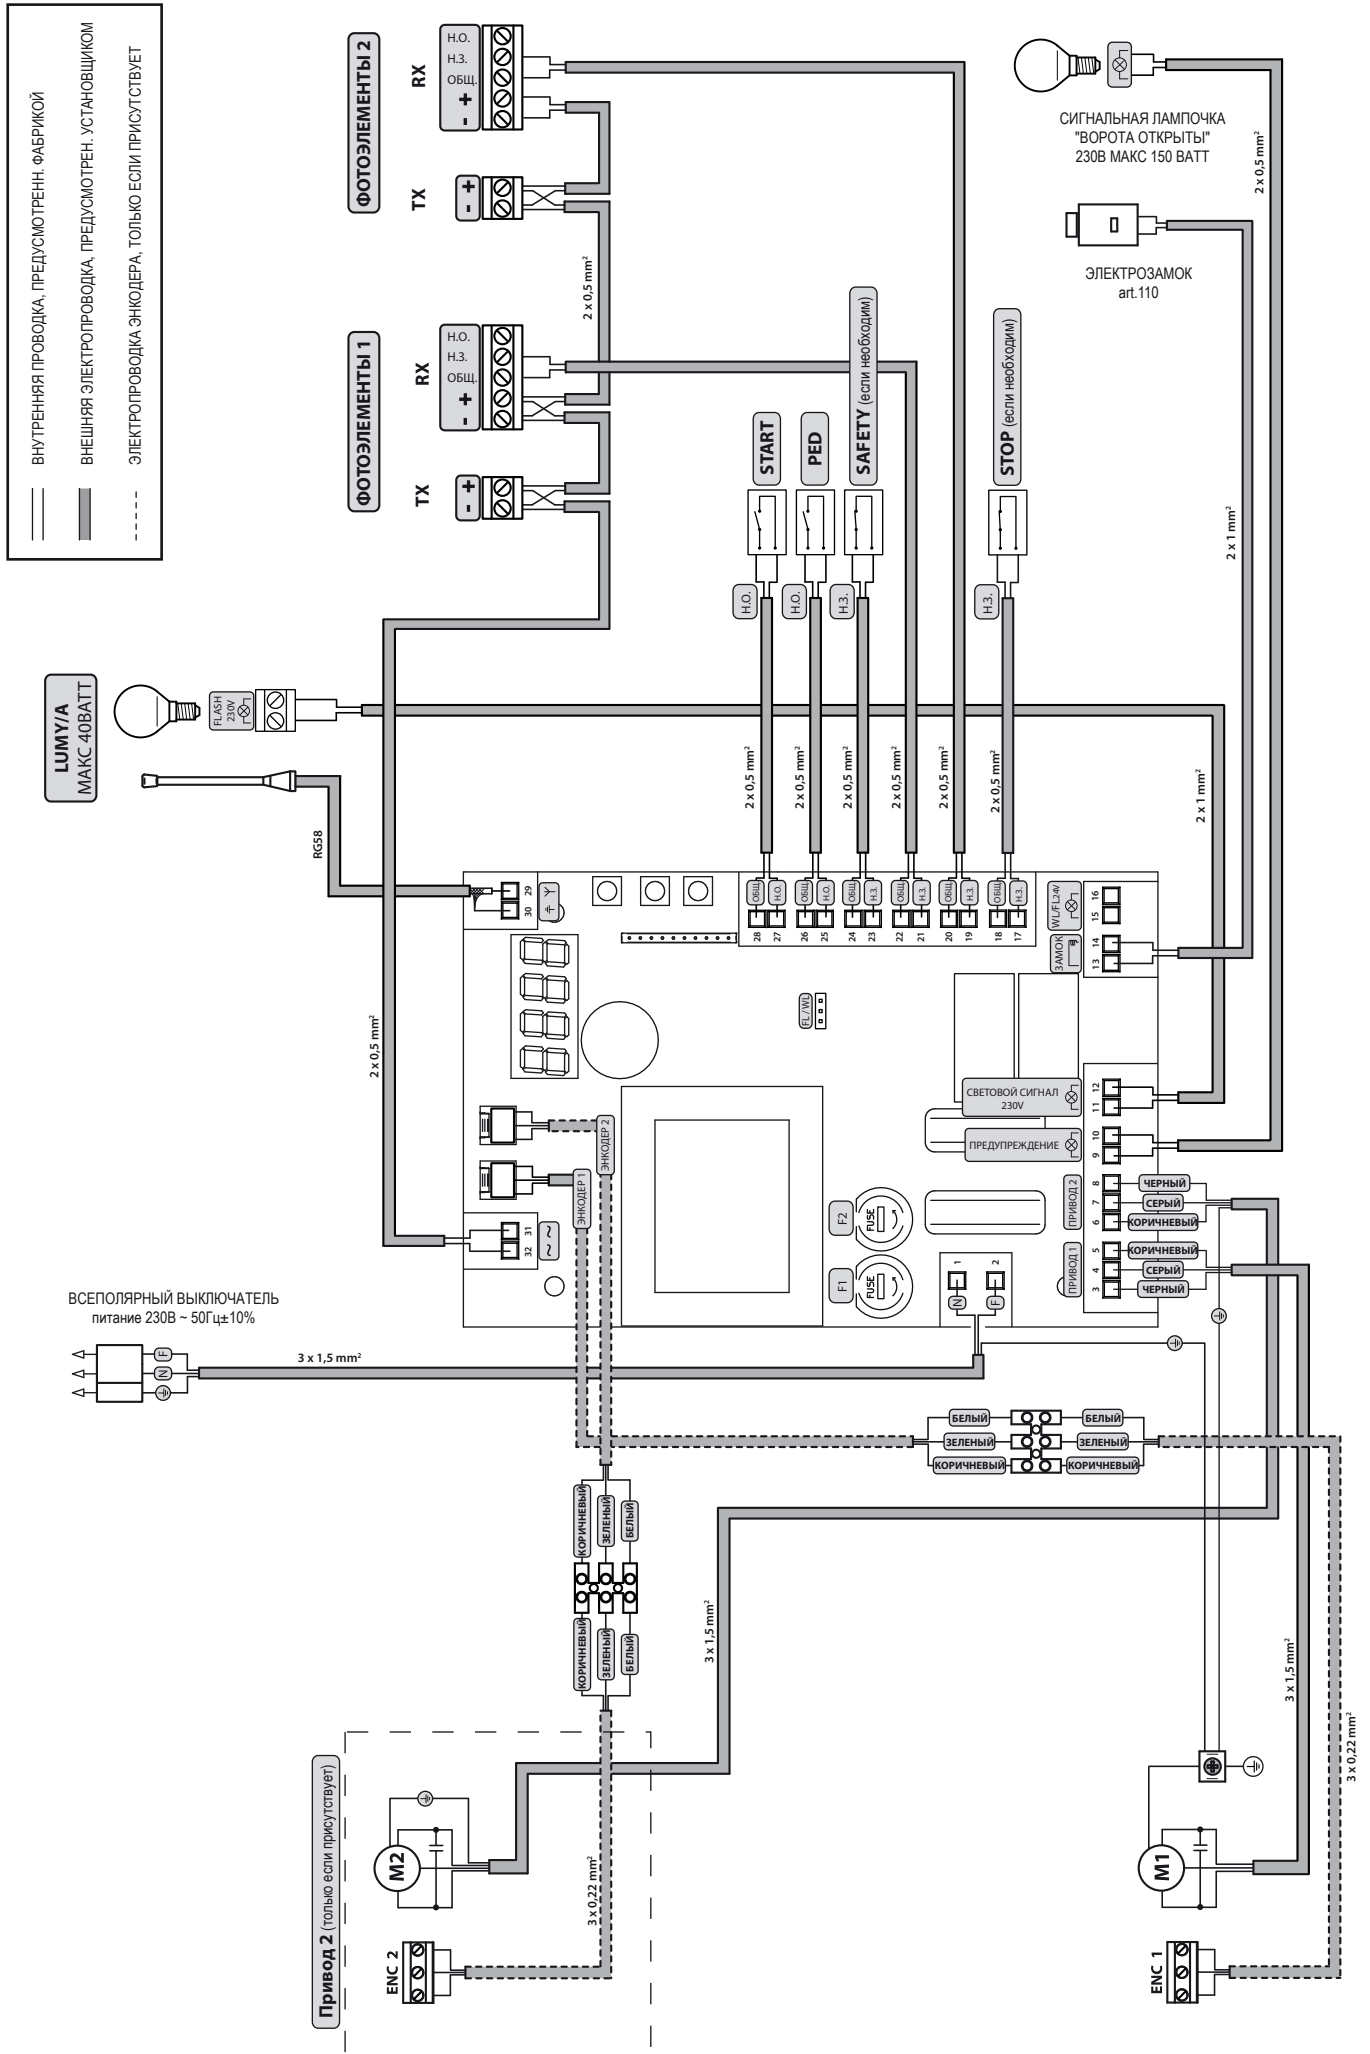 ВНУТРЕННЯЯ ПРОВОДКА, ПРЕДУСМОТРЕНН. ФАБРИКОЙ
ВНЕШНЯЯ ЭЛЕКТРОПРОВОДКА, ПРЕДУСМОТРЕН. УСТАНОВЩИКОМ
ЭЛЕКТРОПРОВОДКА ЭНКОДЕРА, ТОЛЬКО ЕСЛИ ПРИСУТСТВУЕТ
ФОТОЭЛЕМЕНТЫ 2
TX
- +
RX
- + ОБЩ. Н.З. Н.О.
ФОТОЭЛЕМЕНТЫ 1
TX
- +
RX
- + ОБЩ. Н.З. Н.О.
2 x 0,5 mm²
СИГНАЛЬНАЯ ЛАМПОЧКА
"ВОРОТА ОТКРЫТЫ"
230В МАКС 150 ВАТТ
2 x 0,5 mm²
ЭЛЕКТРОЗАМОК
art.110
2 x 1 mm²
LUMY/A
МАКС 40ВАТТ
FLASH
230V
RG58
START
Н.О.
PED
Н.О.
SAFETY (если необходим)
Н.З.
STOP (если необходим)
Н.З.
2 x 0,5 mm²
2 x 0,5 mm²
2 x 0,5 mm²
2 x 0,5 mm²
2 x 0,5 mm²
2 x 0,5 mm²
2 x 1 mm²
2 x 0,5 mm²
30 29
ОБЩ.
Н.О.
ОБЩ.
Н.О.
ОБЩ.
Н.З.
ОБЩ.
Н.З.
ОБЩ.
Н.З.
ОБЩ.
Н.З.
28
27
26
25
24
23
22
21
20
19
18
17
WL/FL24V
ЗАМОК
13 14 15 16
FL / WL
СВЕТОВОЙ СИГНАЛ
230V
11 12
ПРЕДУПРЕЖДЕНИЕ
9 10
ПРИВОД 2
6 7 8
ЧЕРНЫЙ
СЕРЫЙ
КОРИЧНЕВЫЙ
ПРИВОД 1
3 4 5
КОРИЧНЕВЫЙ
СЕРЫЙ
ЧЕРНЫЙ
ЭНКОДЕР 2
ЭНКОДЕР 1
32 31
~ ~
F2
FUSE
F1
FUSE
1
2
N
F
ВСЕПОЛЯРНЫЙ ВЫКЛЮЧАТЕЛЬ
питание 230В ~ 50Гц±10%
F
N
3 x 1,5 mm²
БЕЛЫЙ
БЕЛЫЙ
ЗЕЛЕНЫЙ
ЗЕЛЕНЫЙ
КОРИЧНЕВЫЙ
КОРИЧНЕВЫЙ
КОРИЧНЕВЫЙ
ЗЕЛЕНЫЙ
БЕЛЫЙ
КОРИЧНЕВЫЙ
ЗЕЛЕНЫЙ
БЕЛЫЙ
3 x 1,5 mm²
3 x 1,5 mm²
3 x 0,22 mm²
3 x 0,22 mm²
Привод 2 (только если присутствует)
M2
ENC 2
M1
ENC 1